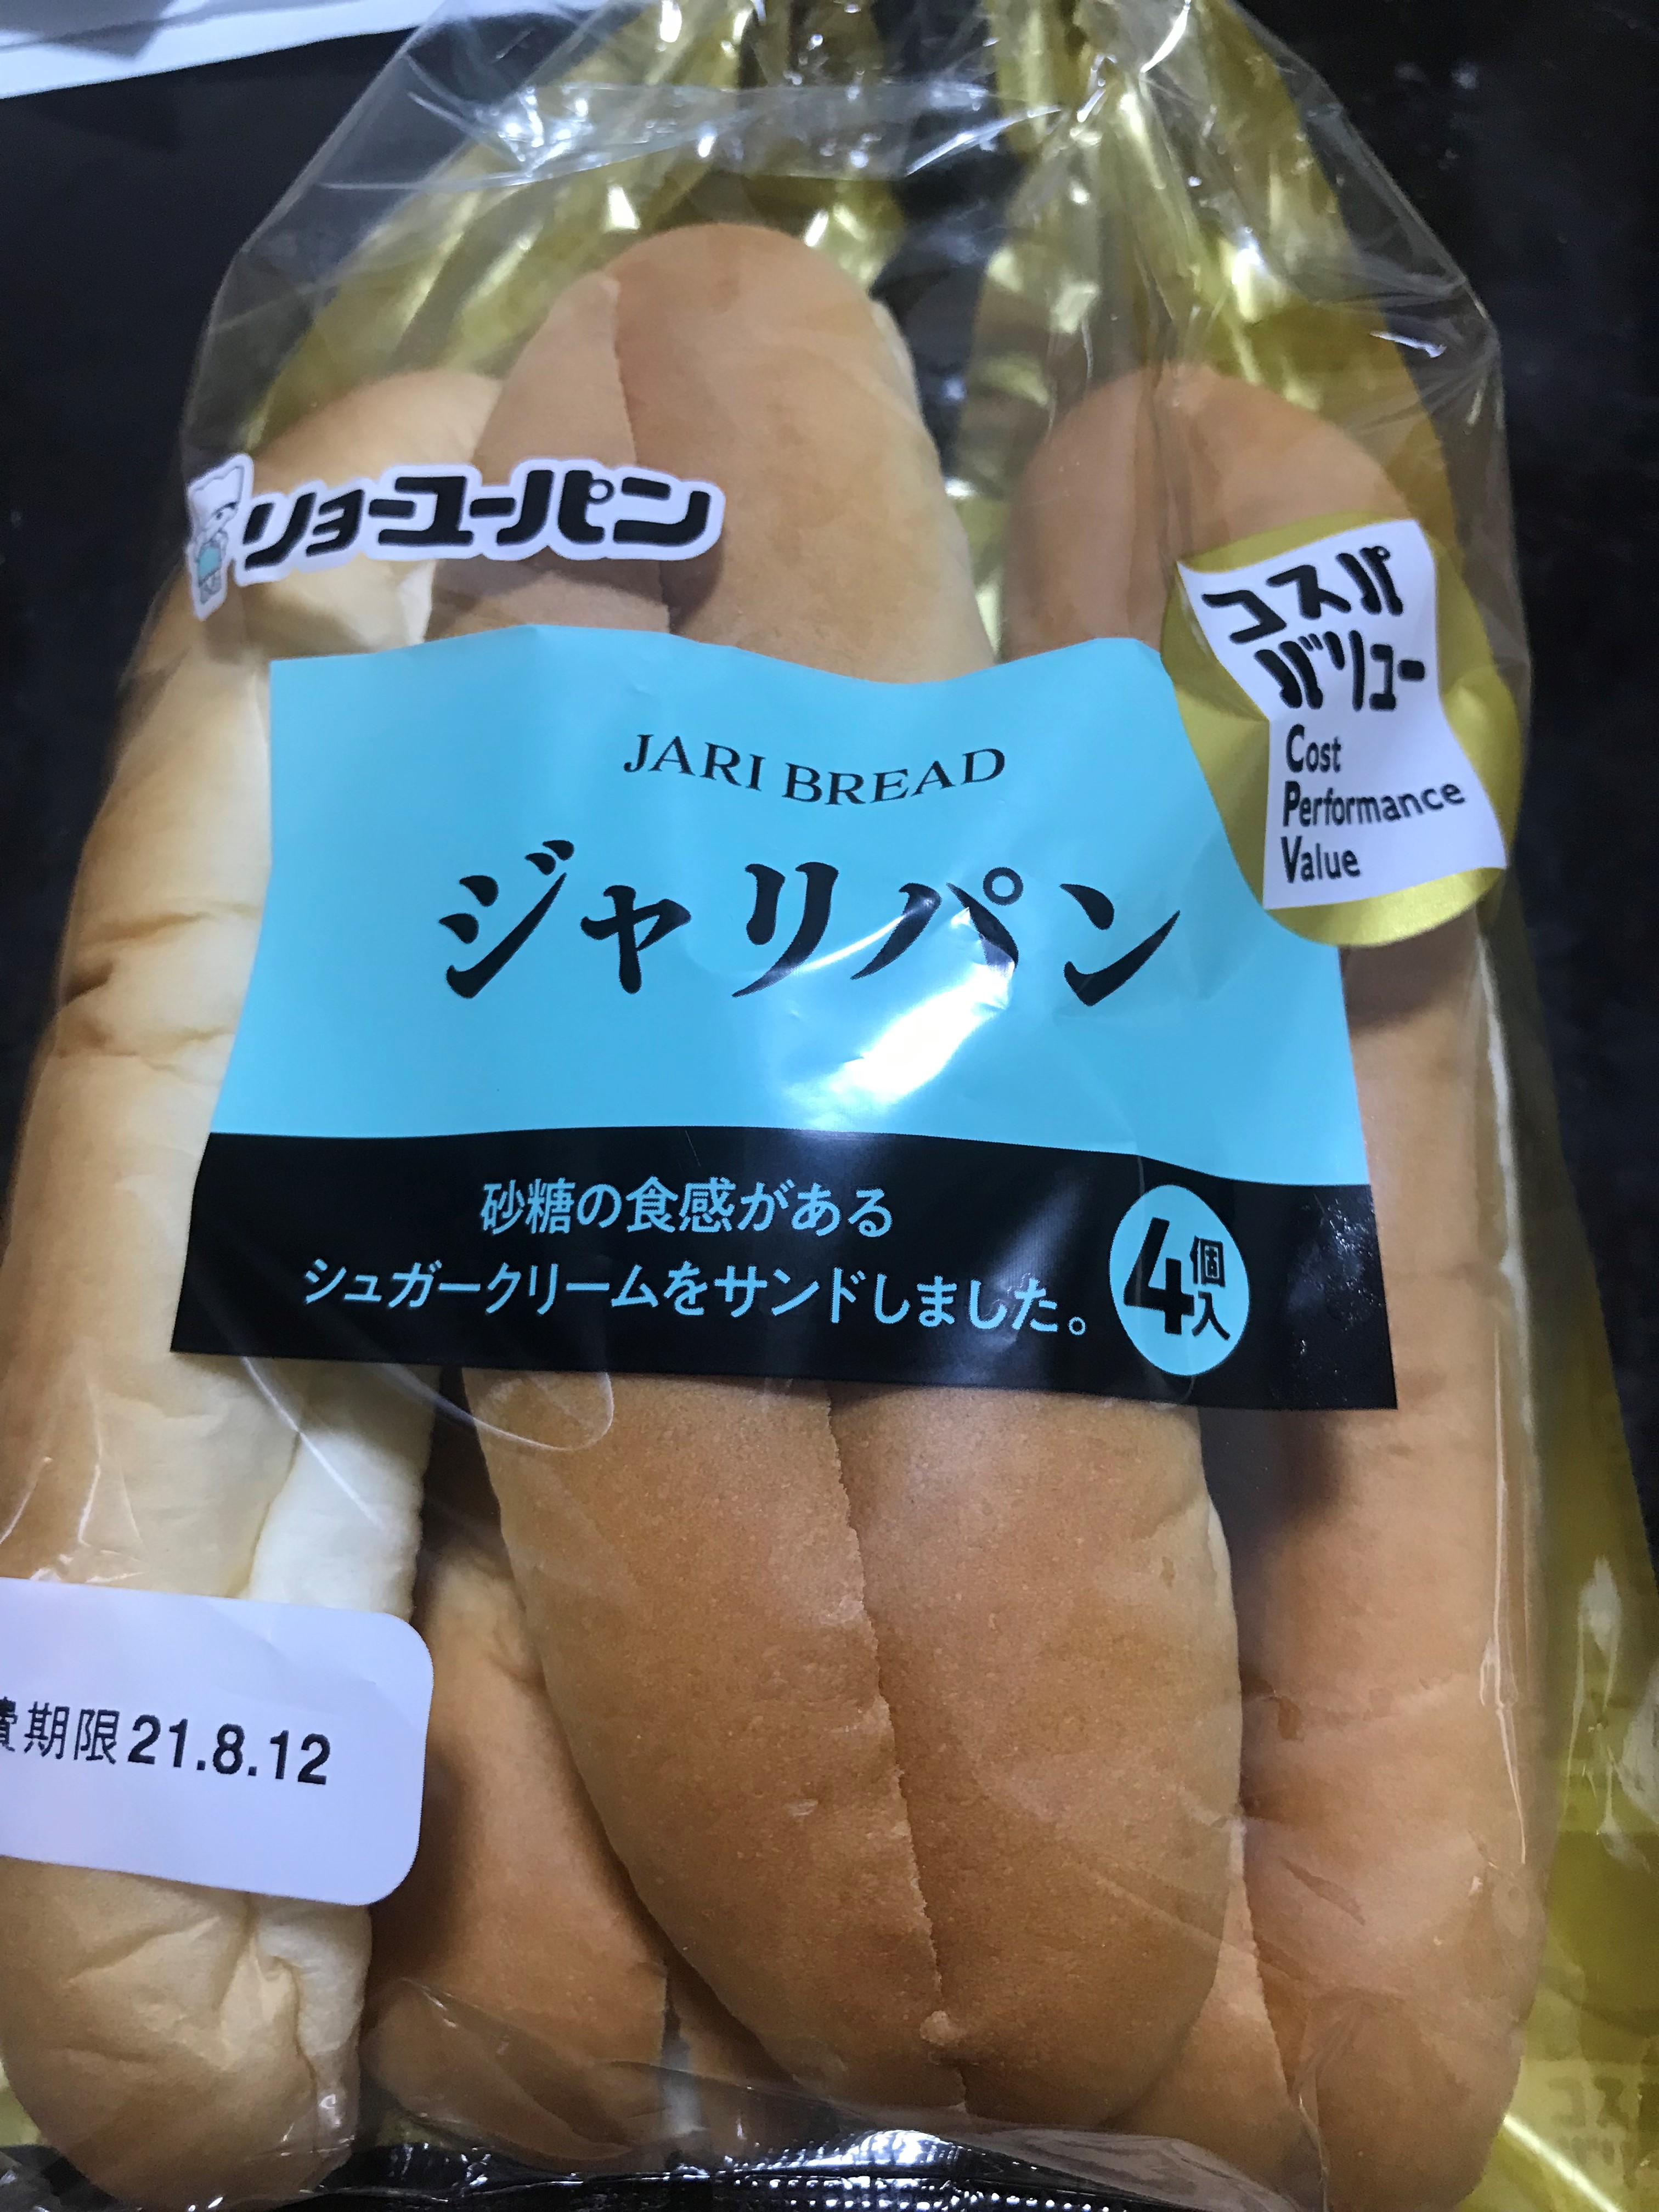 リョーユーパン
コスパ
バリュー
Cost
Performance
Value
JARI BREAD
ジャリパン
砂糖の食感がある
シュガークリームをサンドしました。
4個入
費期限21.8.12